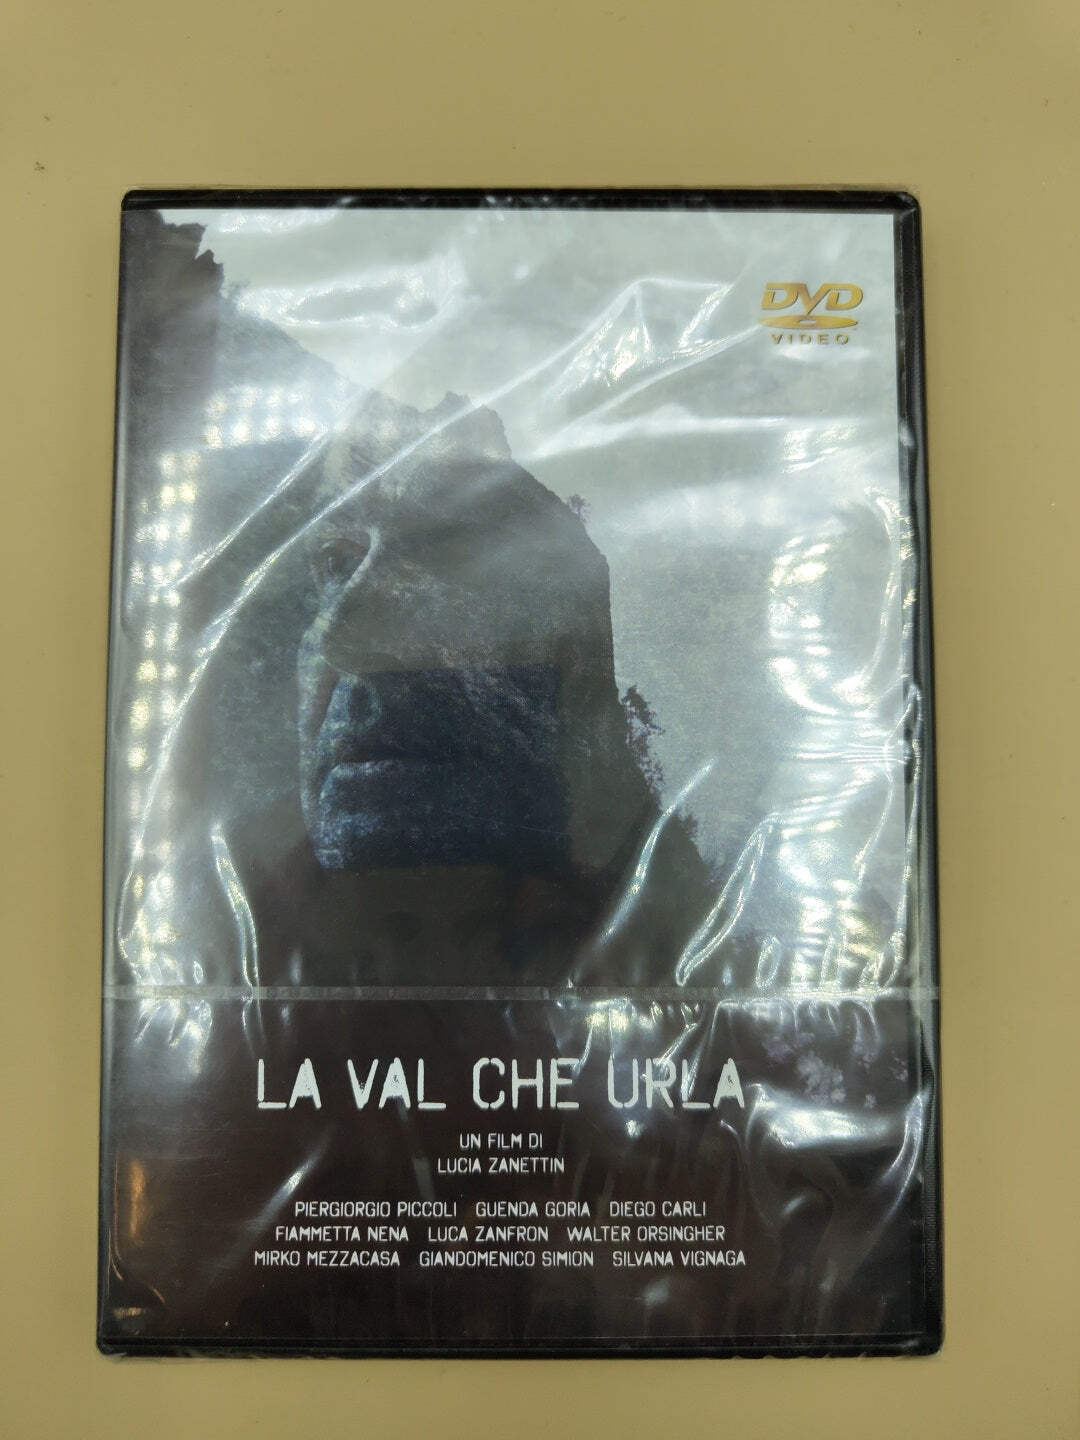 DVD
VIDEO
LA VAL CHE URLA
UN FILM DI
LUCIA ZANETTIN
PIERGIORGIO PICCOLI GUENDA GORIA DIEGO CARLI
FIAMMETTA NENA LUCA ZANFRON WALTER ORSINGHER
MIRKO MEZZACASA GIANDOMENICO SIMION SILVANA VIGNAGA